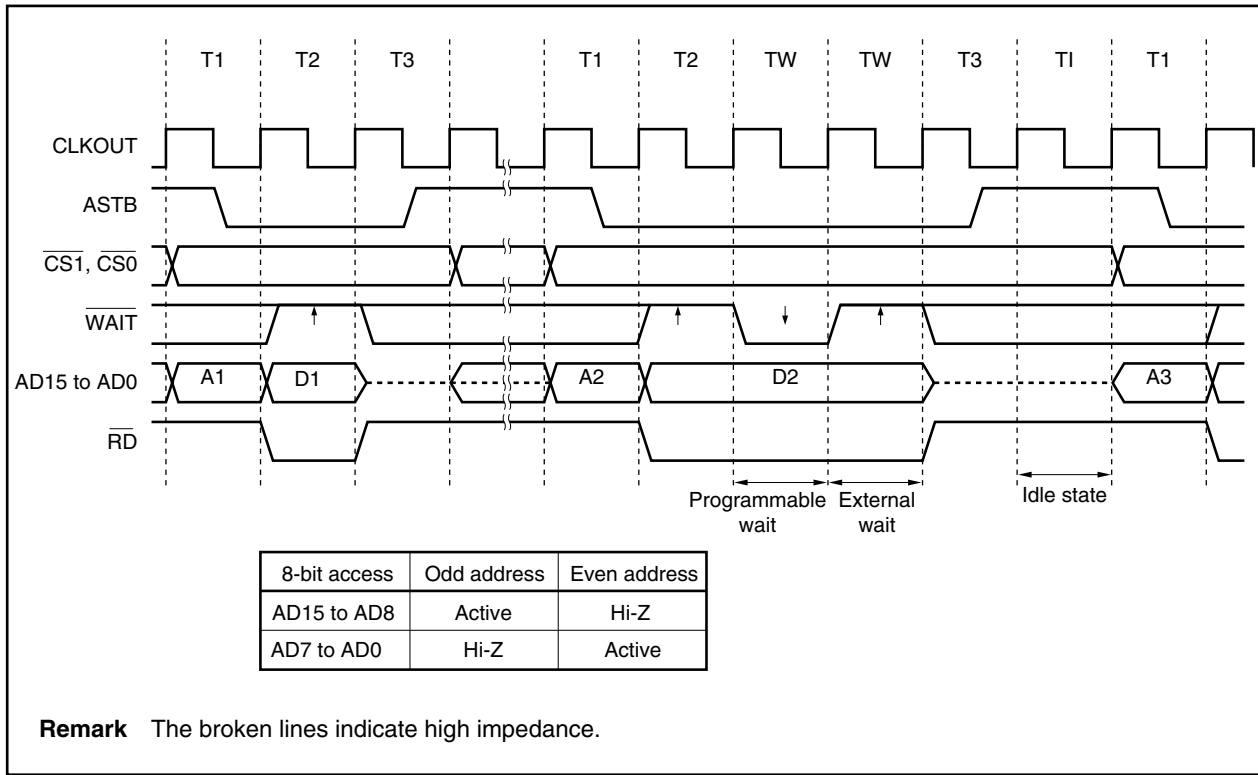 T1 T2 T3 T1 T2 TW TW T3 TI T1
CLKOUT
ASTB
CS1, CS0
WAIT
AD15 to AD0 A1 D1 A2 D2 A3
RD
Programmable wait
External wait
Idle state
8-bit access Odd address Even address
AD15 to AD8 Active Hi-Z
AD7 to AD0 Hi-Z Active
Remark The broken lines indicate high impedance.